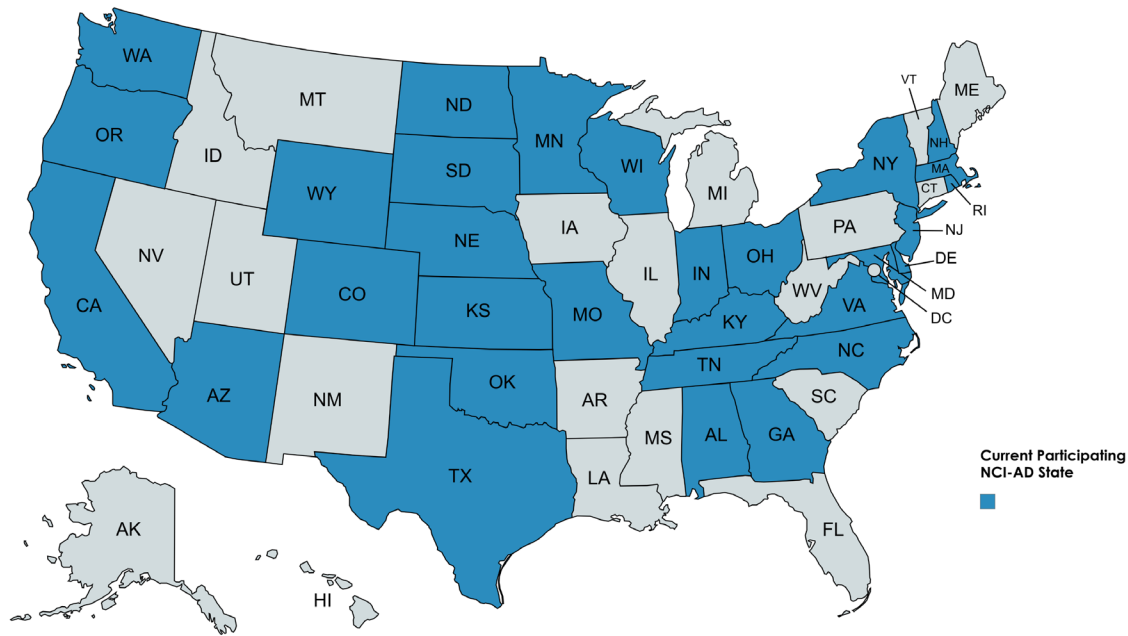 WA
MT
ND
MN
VT
ME
OR
ID
SD
WI
NY
NH
MA
WY
MI
CT
RI
NE
IA
PA
NJ
NV
UT
IL
IN
OH
DE
CA
CO
KS
MO
WV
VA
MD
DC
KY
NC
TN
AZ
NM
OK
AR
SC
MS
AL
GA
TX
LA
Current Participating
NCI-AD State
AK
FL
HI